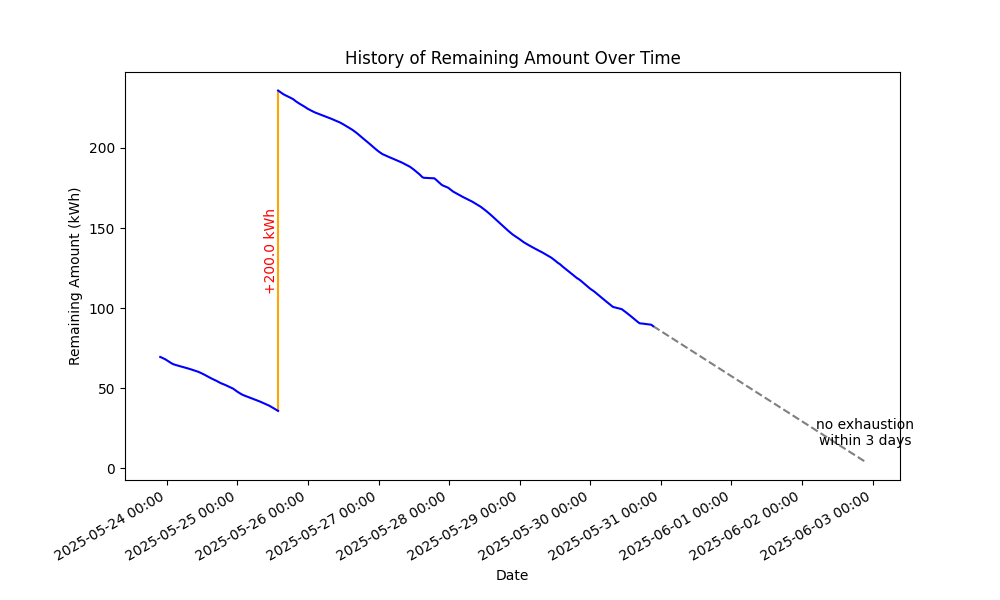 History of Remaining Amount Over Time
Remaining Amount (kWh)
200
150
100
50
0
+200.0 kWh
no exhaustion
within 3 days
2025-05-24 00:00
2025-05-25 00:00
2025-05-26 00:00
2025-05-27 00:00
2025-05-28 00:00
2025-05-29 00:00
2025-05-30 00:00
2025-05-31 00:00
2025-06-01 00:00
2025-06-02 00:00
2025-06-03 00:00
Date